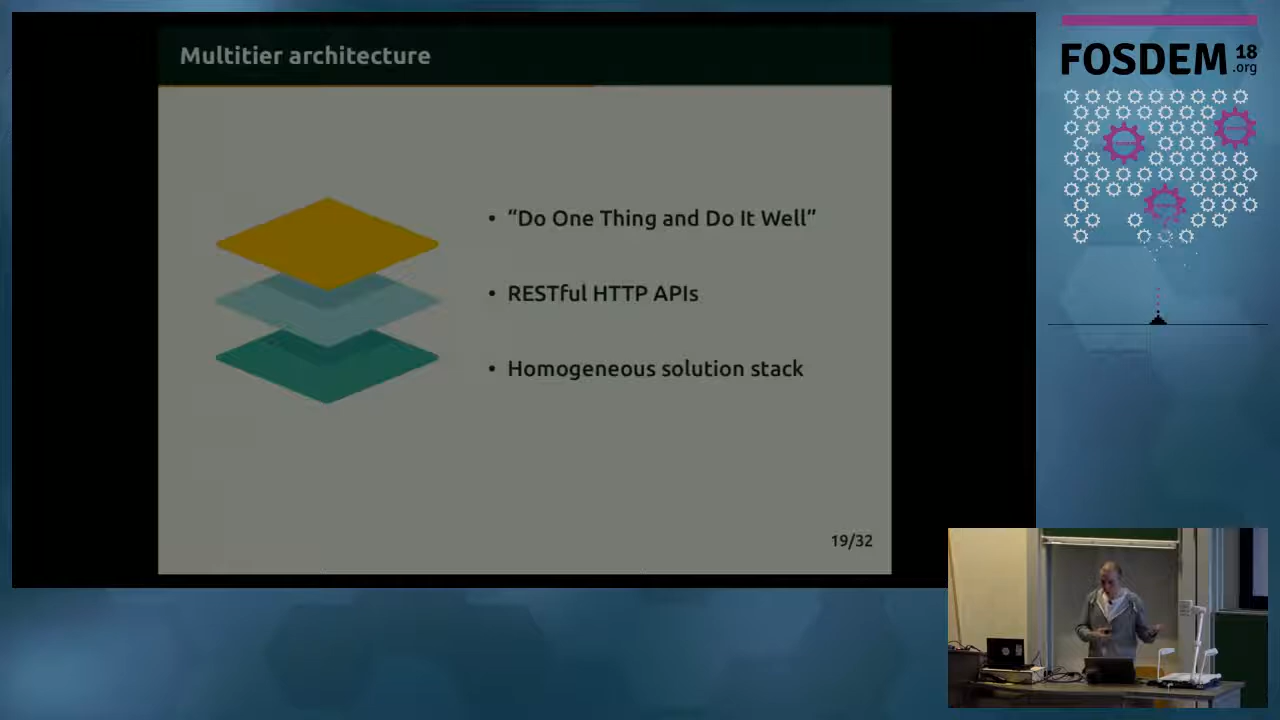 Multitier architecture
• “Do One Thing and Do It Well”
• RESTful HTTP APIs
• Homogeneous solution stack
19/32
FOSDEM 18
.org